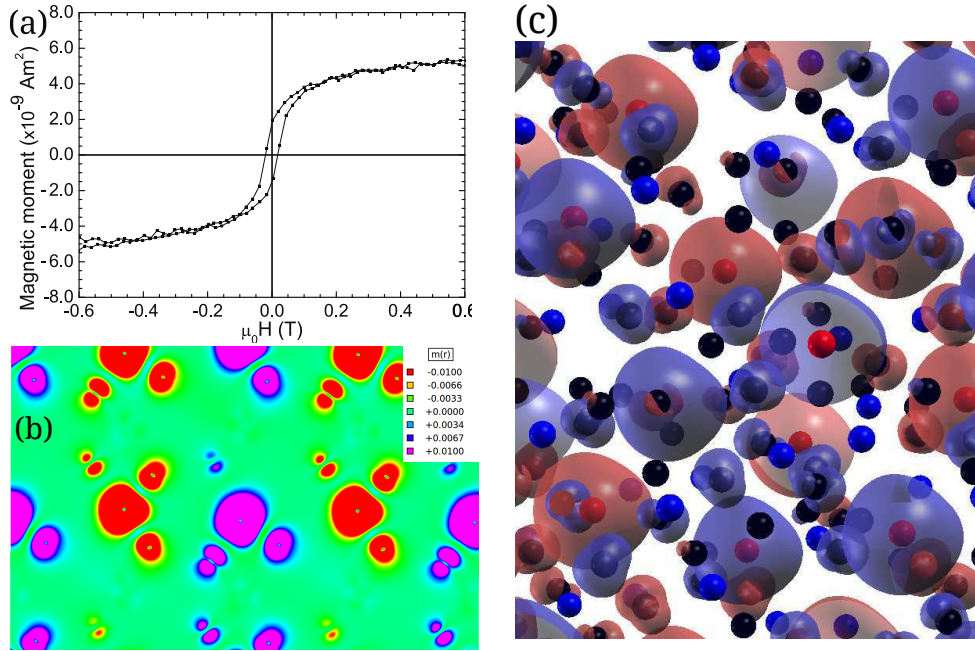 (a)
Magnetic moment (x10⁻⁹ Am²)
8.0
6.0
4.0
2.0
0.0
-2.0
-4.0
-6.0
-8.0
-0.6 -0.4 -0.2 0.0 0.2 0.4 0.6
μ₀H (T)
(b)
m(r)
-0.0100
-0.0066
-0.0033
+0.0000
+0.0034
+0.0067
+0.0100
(c)